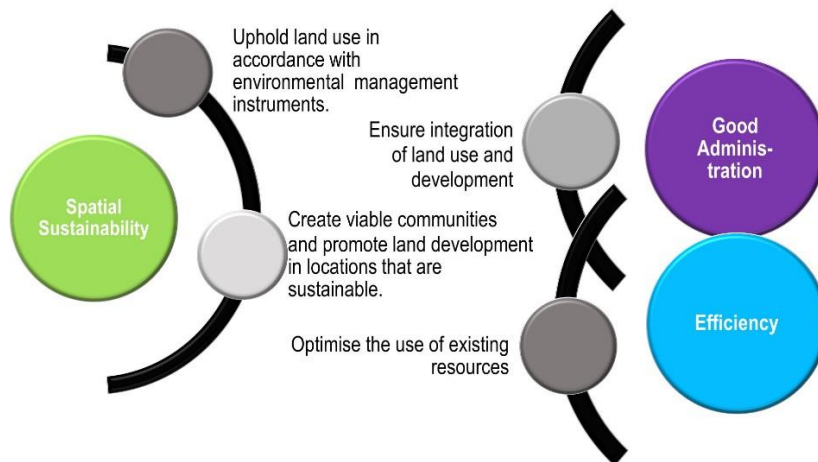 Uphold land use in
accordance with
environmental management
instruments.
Spatial
Sustainability
Create viable communities
and promote land development
in locations that are
sustainable.
Ensure integration
of land use and
development
Good
Adminis-
tration
Optimise the use of existing
resources
Efficiency